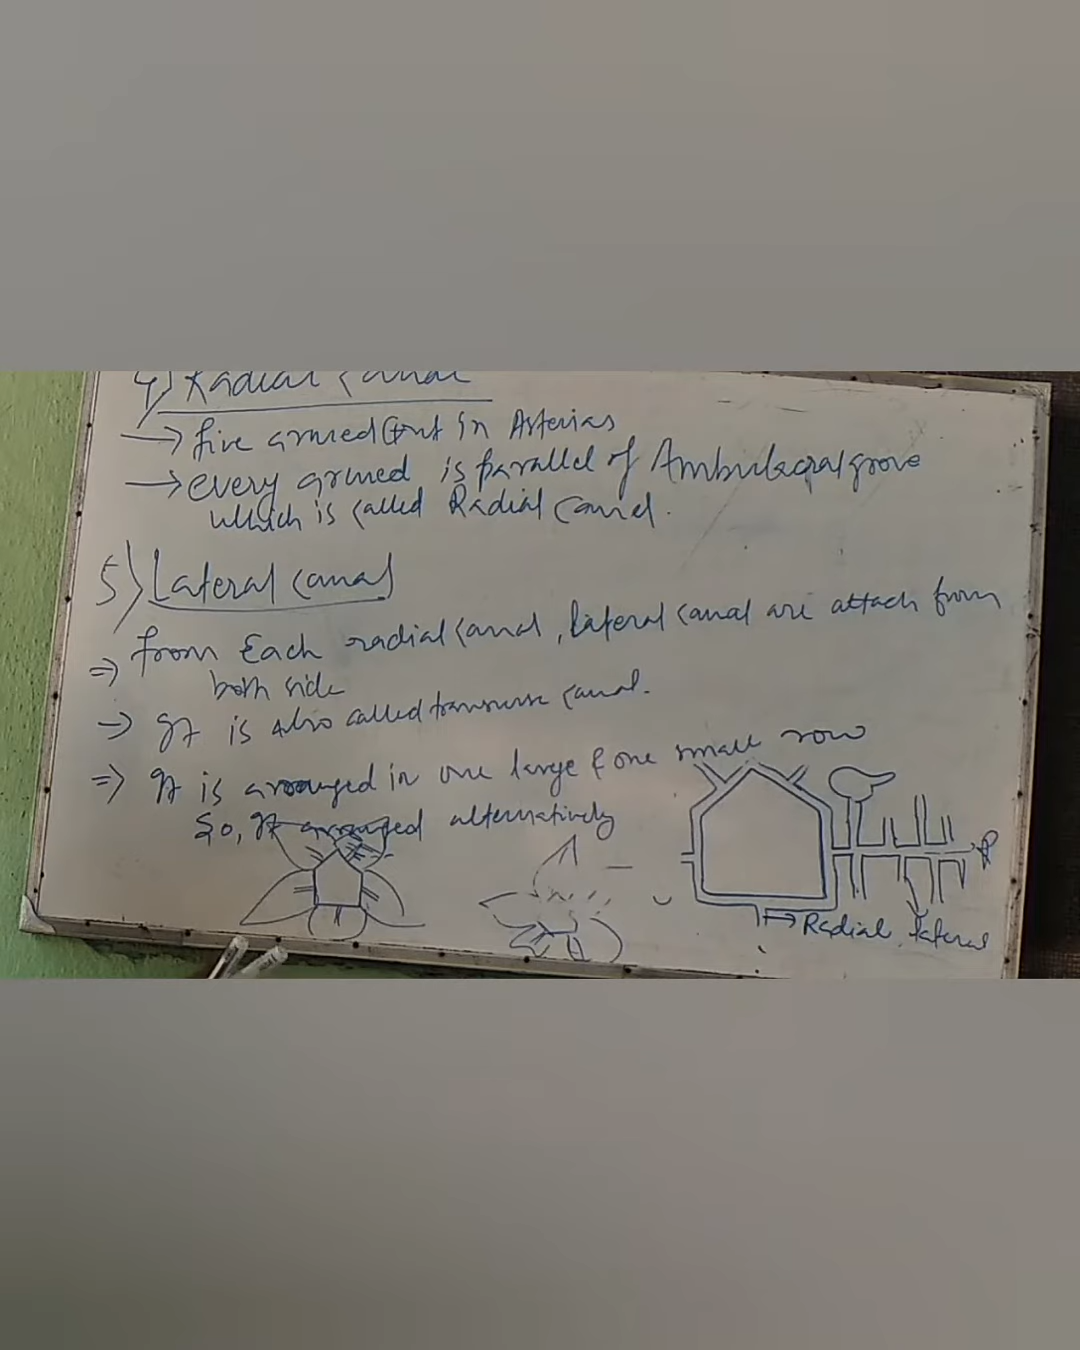 4) Radial Canal
→ five armed in Asterias
→ every armed is parallel of Ambulacral grove
which is called Radial Canal.
5) Lateral Canal
⇒ from Each radial canal, lateral canal are attach from
both side
→ It is also called transverse canal.
⇒ It is arranged in one large & one small row
So, It arranged alternatively
R
→ Radial lateral